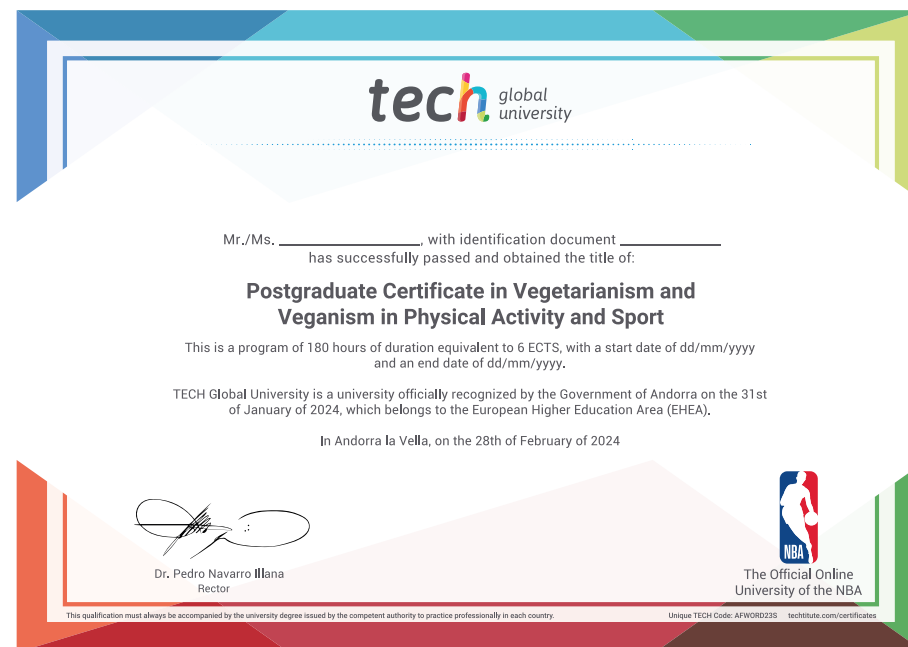 tech global
university
Mr./Ms. ____________, with identification document ____________
has successfully passed and obtained the title of:
Postgraduate Certificate in Vegetarianism and
Veganism in Physical Activity and Sport
This is a program of 180 hours of duration equivalent to 6 ECTS, with a start date of dd/mm/yyyy
and an end date of dd/mm/yyyy.
TECH Global University is a university officially recognized by the Government of Andorra on the 31st
of January of 2024, which belongs to the European Higher Education Area (EHEA).
In Andorra la Vella, on the 28th of February of 2024
Dr. Pedro Navarro Illana
Rector
NBA
The Official Online
University of the NBA
This qualification must always be accompanied by the university degree issued by the competent authority to practice professionally in each country.
Unique TECH Code: AFWORD23S techtitute.com/certificates